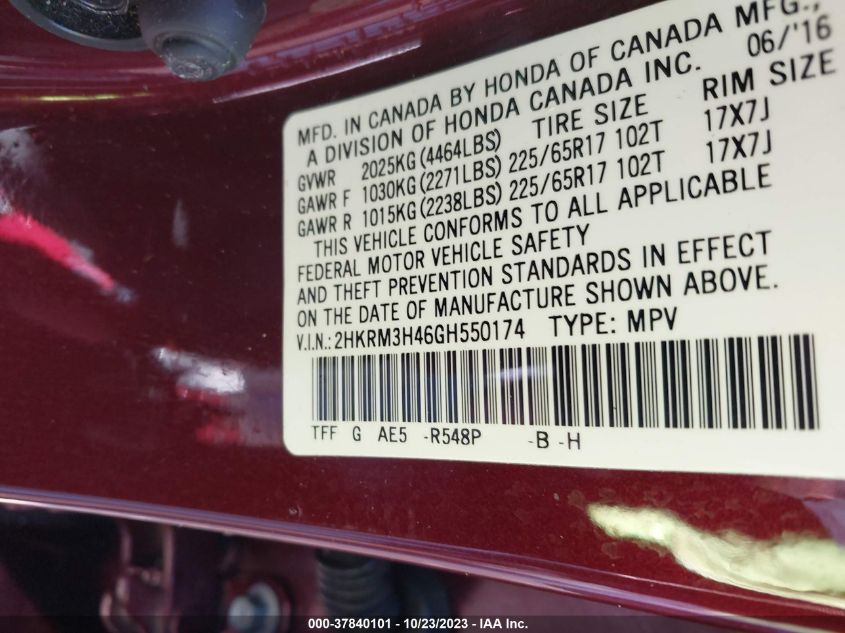 MFD. IN CANADA BY HONDA OF CANADA MFG.,
A DIVISION OF HONDA CANADA INC. 06/'16
GVWR 2025KG (4464LBS) TIRE SIZE RIM SIZE
GAWR F 1030KG (2271LBS) 225/65R17 102T 17X7J
GAWR R 1015KG (2238LBS) 225/65R17 102T 17X7J
THIS VEHICLE CONFORMS TO ALL APPLICABLE
FEDERAL MOTOR VEHICLE SAFETY
AND THEFT PREVENTION STANDARDS IN EFFECT
ON THE DATE OF MANUFACTURE SHOWN ABOVE.
V.I.N.: 2HKRM3H46GH550174 TYPE: MPV
TFF G AE5 -R548P -B -H
000-37840101 - 10/23/2023 - IAA Inc.